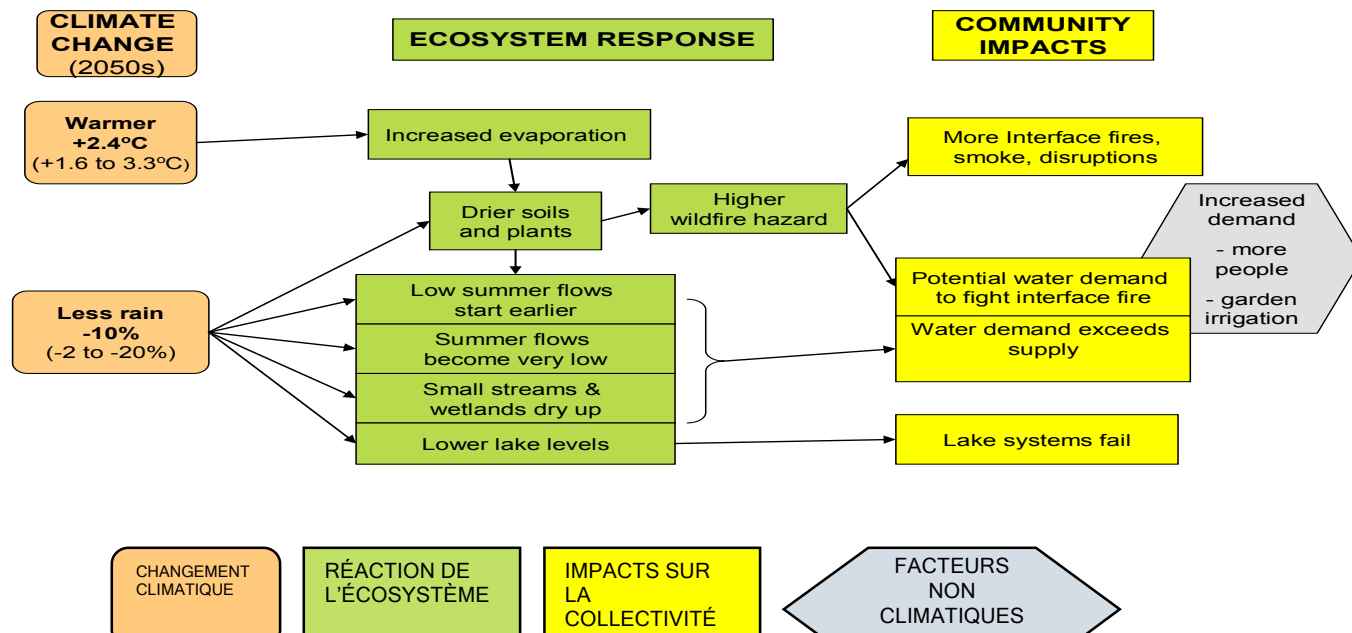 CLIMATE
CHANGE
(2050s)
ECOSYSTEM RESPONSE
COMMUNITY
IMPACTS
Warmer
+2.4ºC
(+1.6 to 3.3ºC)
Increased evaporation
More Interface fires,
smoke, disruptions
Drier soils
and plants
Higher
wildfire hazard
Increased
demand
- more
people
- garden
irrigation
Less rain
-10%
(-2 to -20%)
Low summer flows
start earlier
Summer flows
become very low
Small streams &
wetlands dry up
Lower lake levels
Potential water demand
to fight interface fire
Water demand exceeds
supply
Lake systems fail
CHANGEMENT
CLIMATIQUE
RÉACTION DE
L'ÉCOSYSTÈME
IMPACTS SUR
LA
COLLECTIVITÉ
FACTEURS
NON
CLIMATIQUES